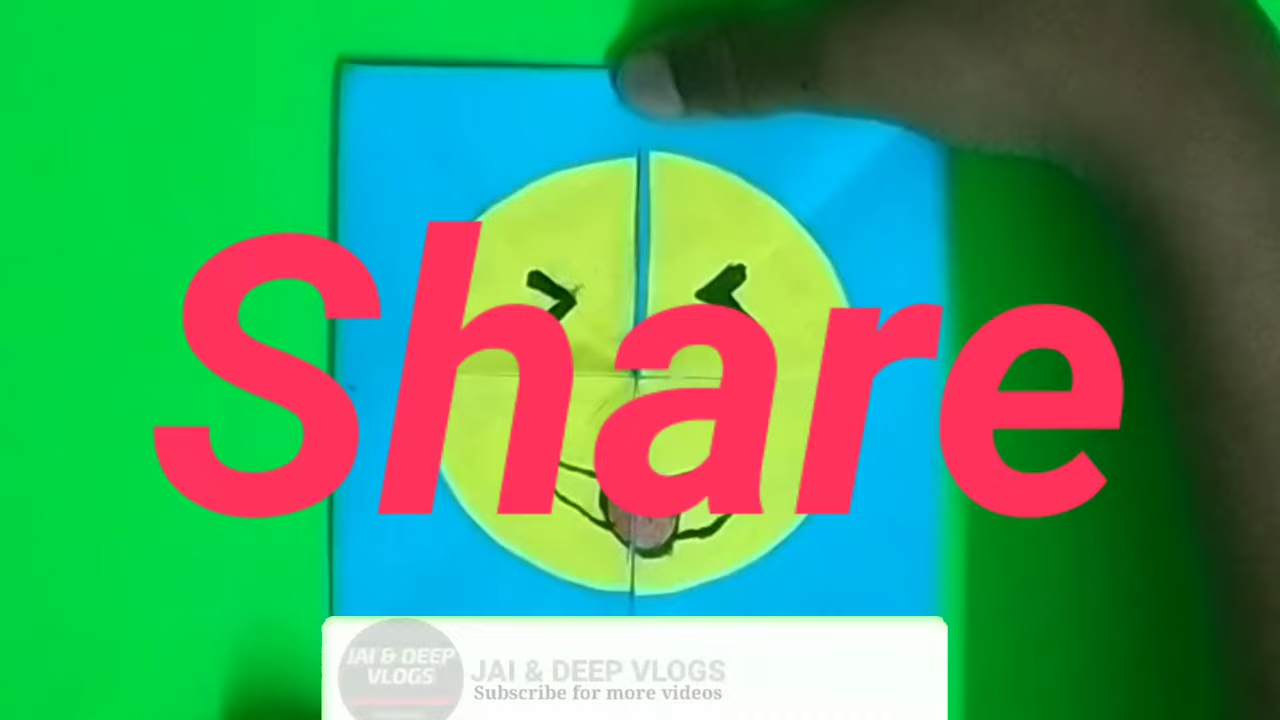 Share
JAI & DEEP
VLOGS
JAI & DEEP VLOGS
Subscribe for more videos